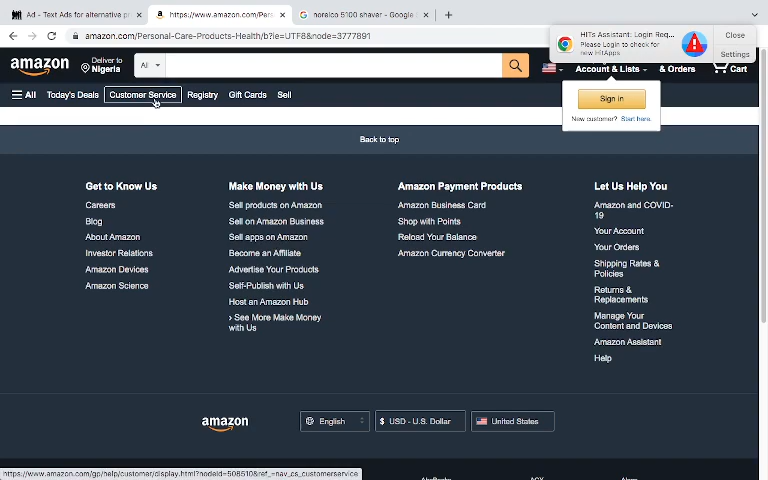 Ad - Text Ads for alternative pr
https://www.amazon.com/Pers
norelco 5100 shaver - Google
amazon.com/Personal-Care-Products-Health/b?ie=UTF8&node=3777891
HITs Assistant: Login Req...
Please Login to check for
new HitApps
Close
Settings
amazon
Deliver to
Nigeria
All
Account & Lists
& Orders
Cart
All
Today's Deals
Customer Service
Registry
Gift Cards
Sell
Sign in
New customer? Start here.
Back to top
Get to Know Us
Careers
Blog
About Amazon
Investor Relations
Amazon Devices
Amazon Science
Make Money with Us
Sell products on Amazon
Sell on Amazon Business
Sell apps on Amazon
Become an Affiliate
Advertise Your Products
Self-Publish with Us
Host an Amazon Hub
› See More Make Money
with Us
Amazon Payment Products
Amazon Business Card
Shop with Points
Reload Your Balance
Amazon Currency Converter
Let Us Help You
Amazon and COVID-
19
Your Account
Your Orders
Shipping Rates &
Policies
Returns &
Replacements
Manage Your
Content and Devices
Amazon Assistant
Help
amazon
English
$ USD - U.S. Dollar
United States
https://www.amazon.com/gp/help/customer/display.html?nodeId=508510&ref_=nav_cs_customerservice